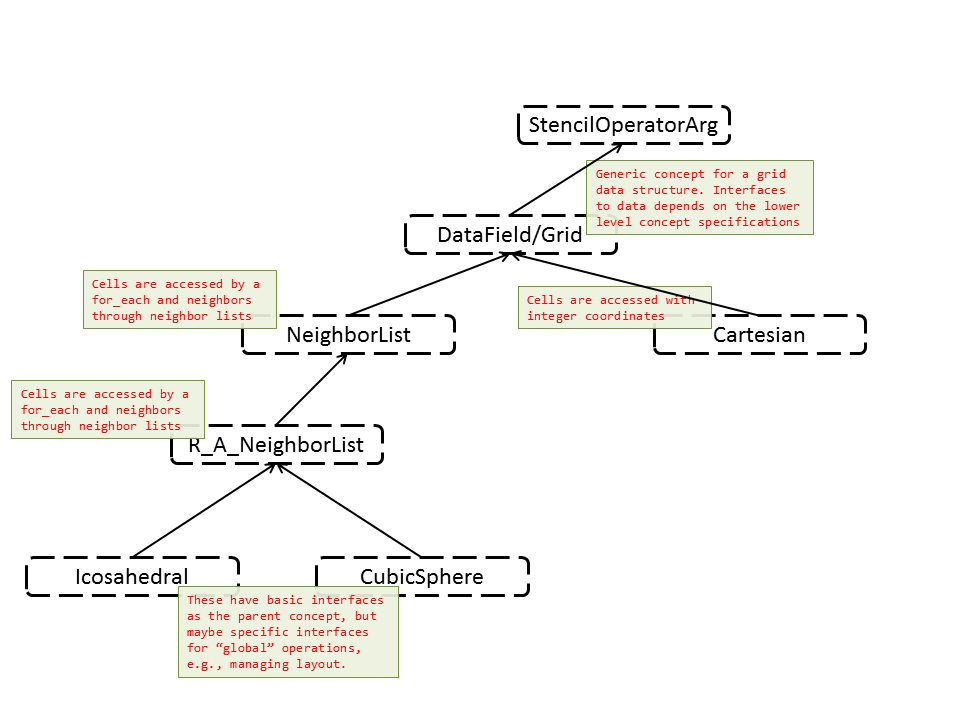 StencilOperatorArg
Generic concept for a grid
data structure. Interfaces
to data depends on the lower
level concept specifications
DataField/Grid
Cells are accessed by a
for_each and neighbors
through neighbor lists
Cells are accessed with
integer coordinates
NeighborList
Cartesian
Cells are accessed by a
for_each and neighbors
through neighbor lists
R_A_NeighborList
Icosahedral
CubicSphere
These have basic interfaces
as the parent concept, but
maybe specific interfaces
for “global” operations,
e.g., managing layout.